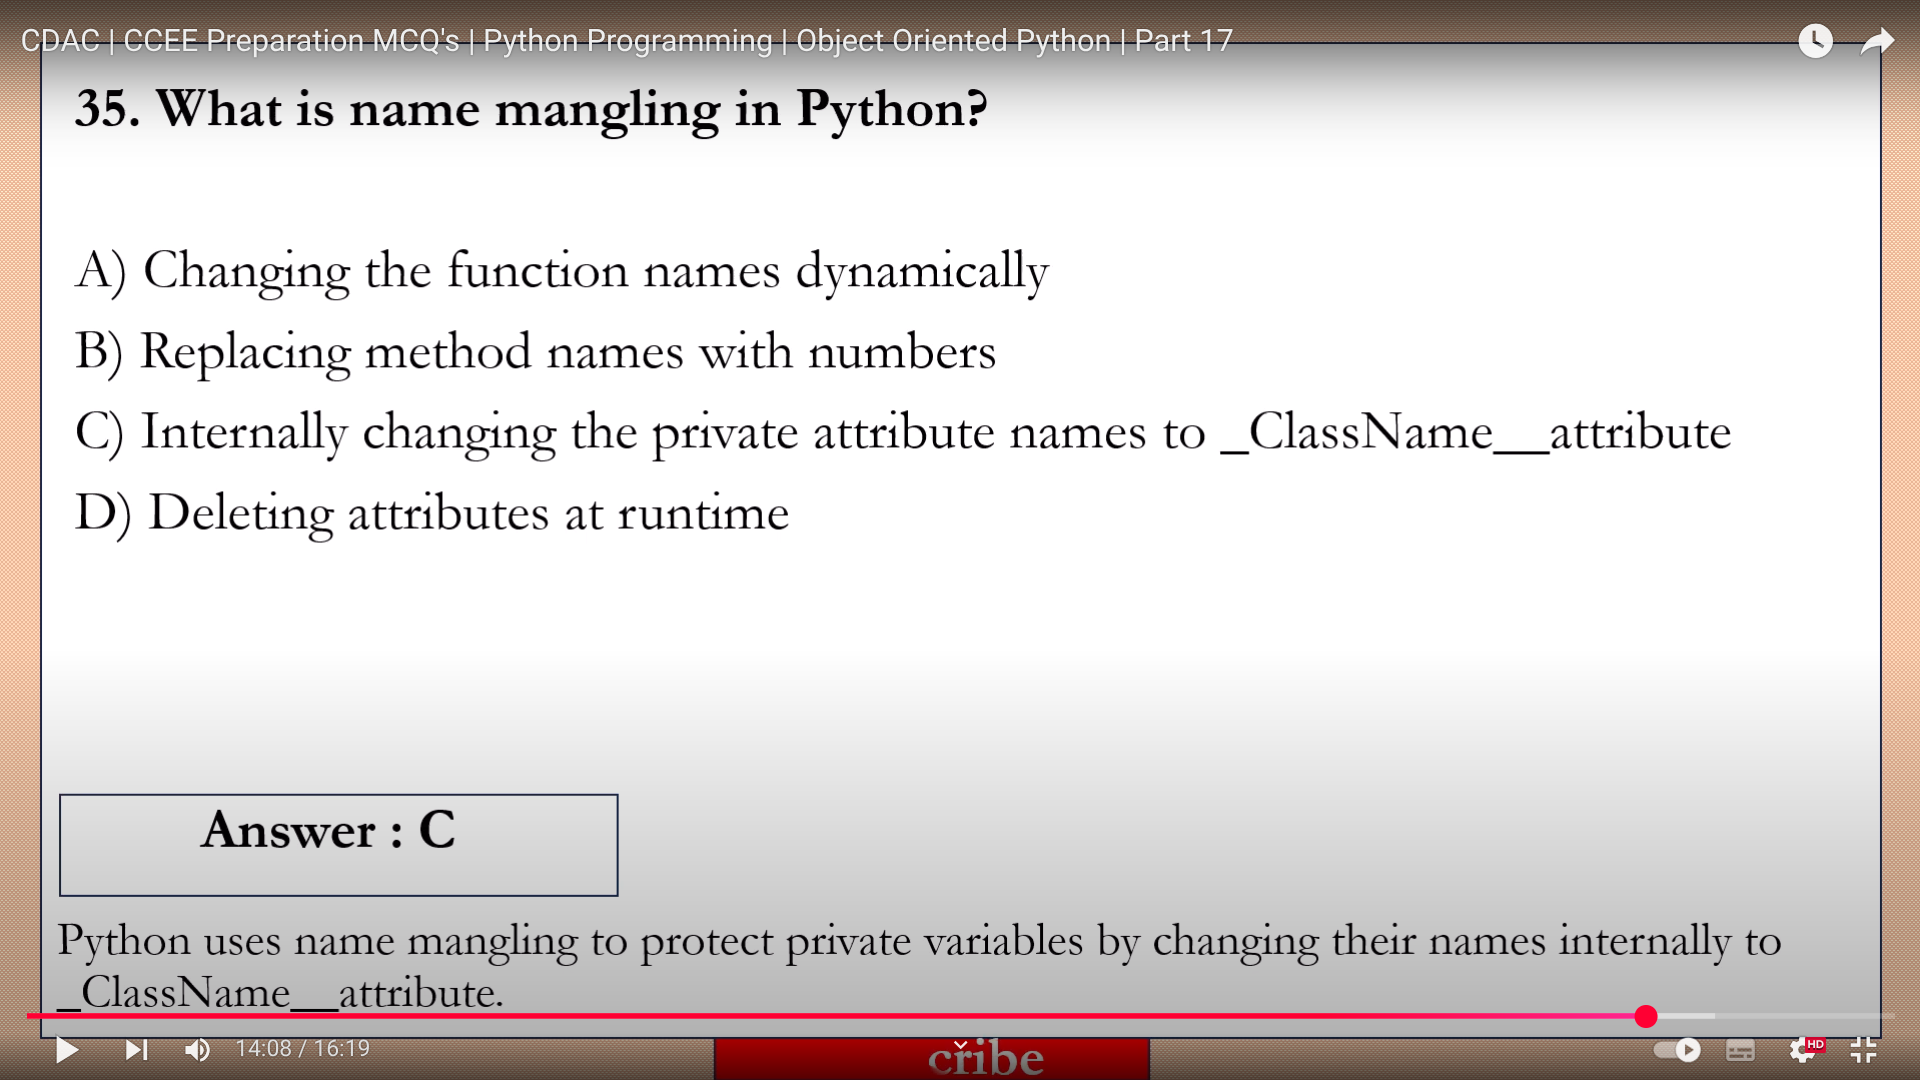 CDAC | CCEE Preparation MCQ's | Python Programming | Object Oriented Python | Part 17
35. What is name mangling in Python?
A) Changing the function names dynamically
B) Replacing method names with numbers
C) Internally changing the private attribute names to _ClassName__attribute
D) Deleting attributes at runtime
Answer : C
Python uses name mangling to protect private variables by changing their names internally to
_ClassName__attribute.
14:08 / 16:19
cribe
HD